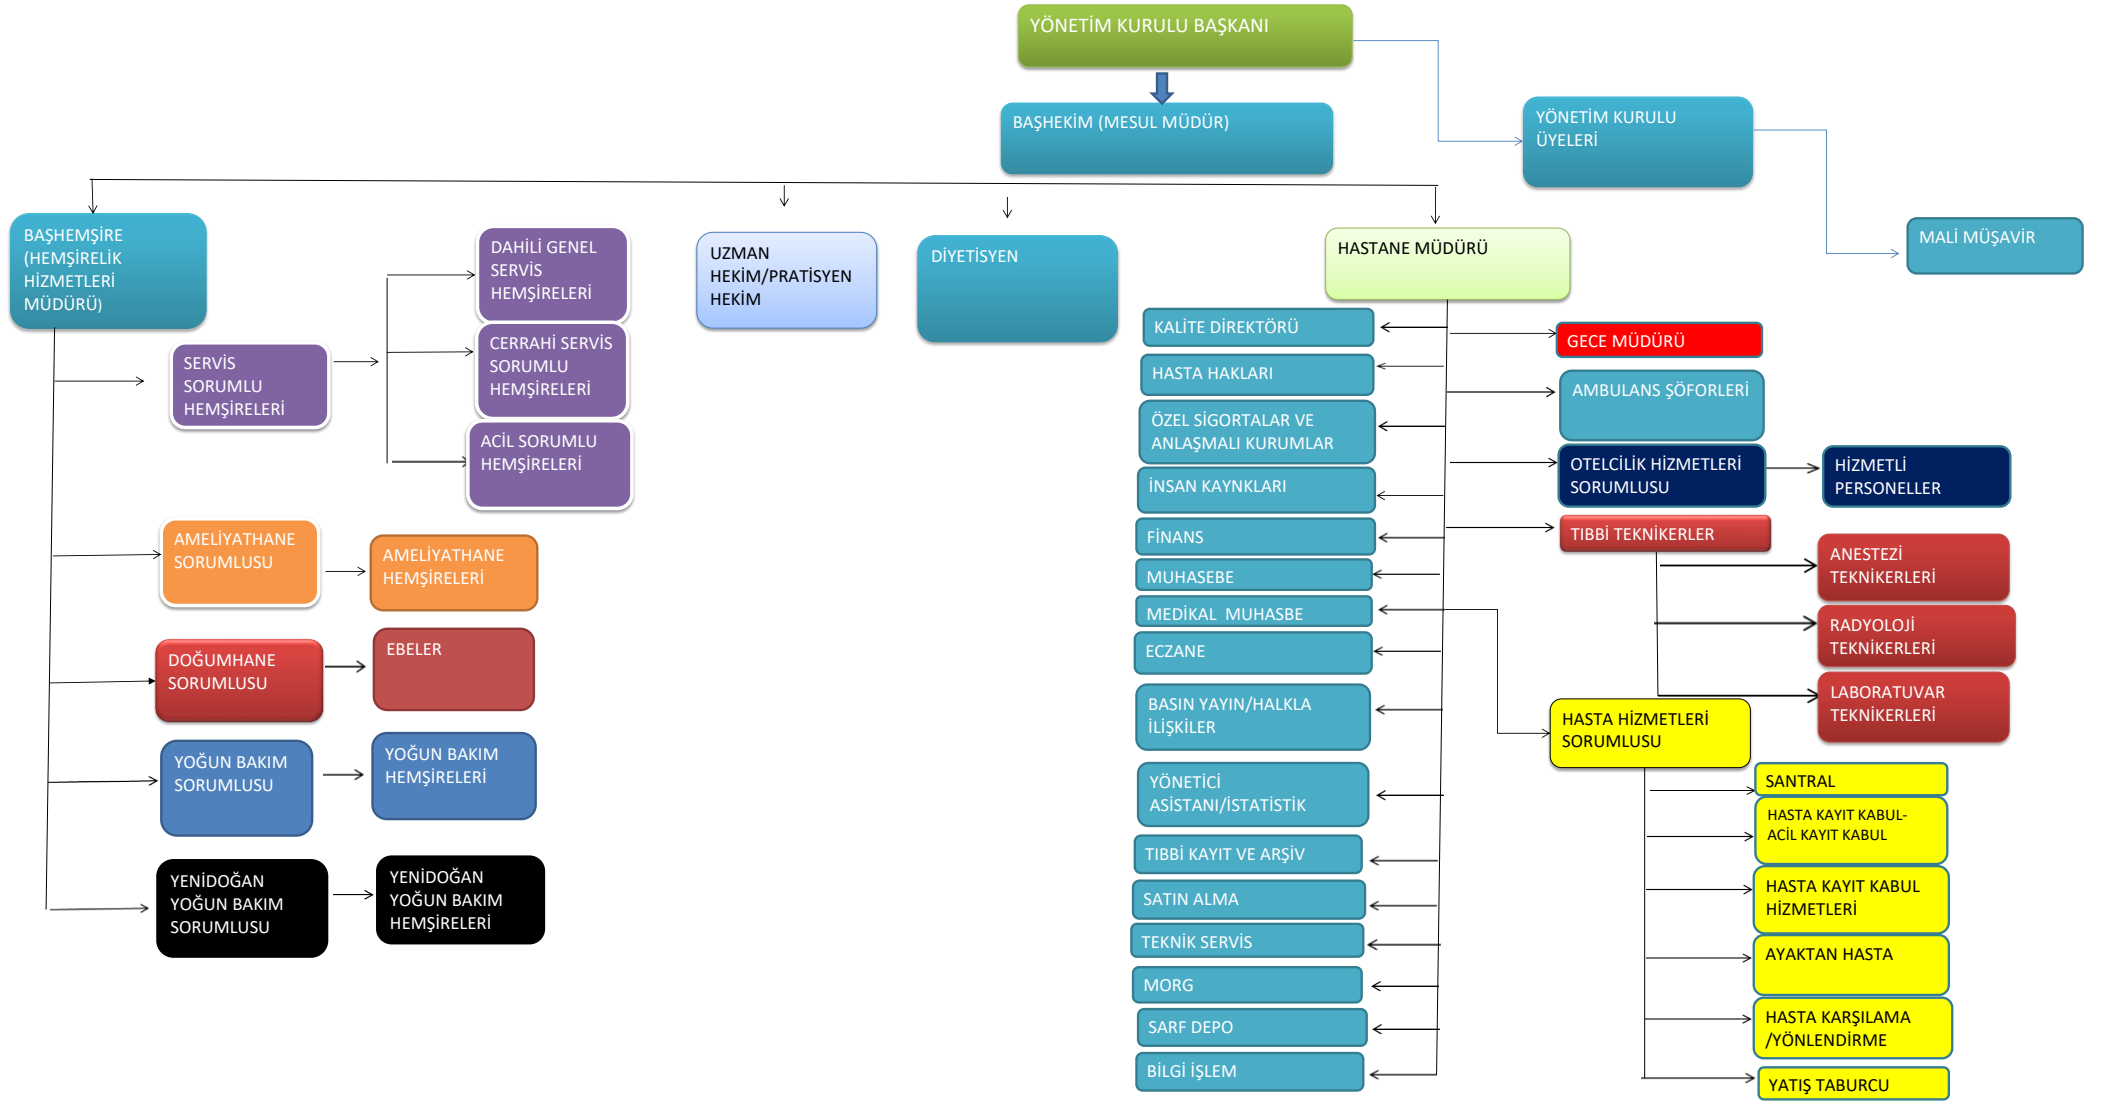 YÖNETİM KURULU BAŞKANI
BAŞHEKİM (MESUL MÜDÜR)
YÖNETİM KURULU
ÜYELERİ
MALİ MÜŞAVİR
BAŞHEMŞİRE
(HEMŞİRELİK
HİZMETLERİ
MÜDÜRÜ)
SERVİS
SORUMLU
HEMŞİRELERİ
DAHİLİ GENEL
SERVİS
HEMŞİRELERİ
CERRAHİ SERVİS
SORUMLU
HEMŞİRELERİ
ACİL SORUMLU
HEMŞİRELERİ
AMELİYATHANE
SORUMLUSU
AMELİYATHANE
HEMŞİRELERİ
DOĞUMHANE
SORUMLUSU
EBELER
YOĞUN BAKIM
SORUMLUSU
YOĞUN BAKIM
HEMŞİRELERİ
YENİDOĞAN
YOĞUN BAKIM
SORUMLUSU
YENİDOĞAN
YOĞUN BAKIM
HEMŞİRELERİ
UZMAN
HEKİM/PRATİSYEN
HEKİM
DİYETİSYEN
HASTANE MÜDÜRÜ
KALİTE DİREKTÖRÜ
HASTA HAKLARI
ÖZEL SİGORTALAR VE
ANLAŞMALI KURUMLAR
İNSAN KAYNKLARI
FİNANS
MUHASEBE
MEDİKAL  MUHASBE
ECZANE
BASIN YAYIN/HALKLA
İLİŞKİLER
YÖNETİCİ
ASİSTANI/İSTATİSTİK
TIBBİ KAYIT VE ARŞİV
SATIN ALMA
TEKNİK SERVİS
MORG
SARF DEPO
BİLGİ İŞLEM
GECE MÜDÜRÜ
AMBULANS ŞÖFORLERİ
OTELCİLİK HİZMETLERİ
SORUMLUSU
HİZMETLİ
PERSONELLER
TIBBİ TEKNİKERLER
ANESTEZİ
TEKNİKERLERİ
RADYOLOJİ
TEKNİKERLERİ
LABORATUVAR
TEKNİKERLERİ
HASTA HİZMETLERİ
SORUMLUSU
SANTRAL
HASTA KAYIT KABUL-
ACİL KAYIT KABUL
HASTA KAYIT KABUL
HİZMETLERİ
AYAKTAN HASTA
HASTA KARŞILAMA
/YÖNLENDİRME
YATIŞ TABURCU